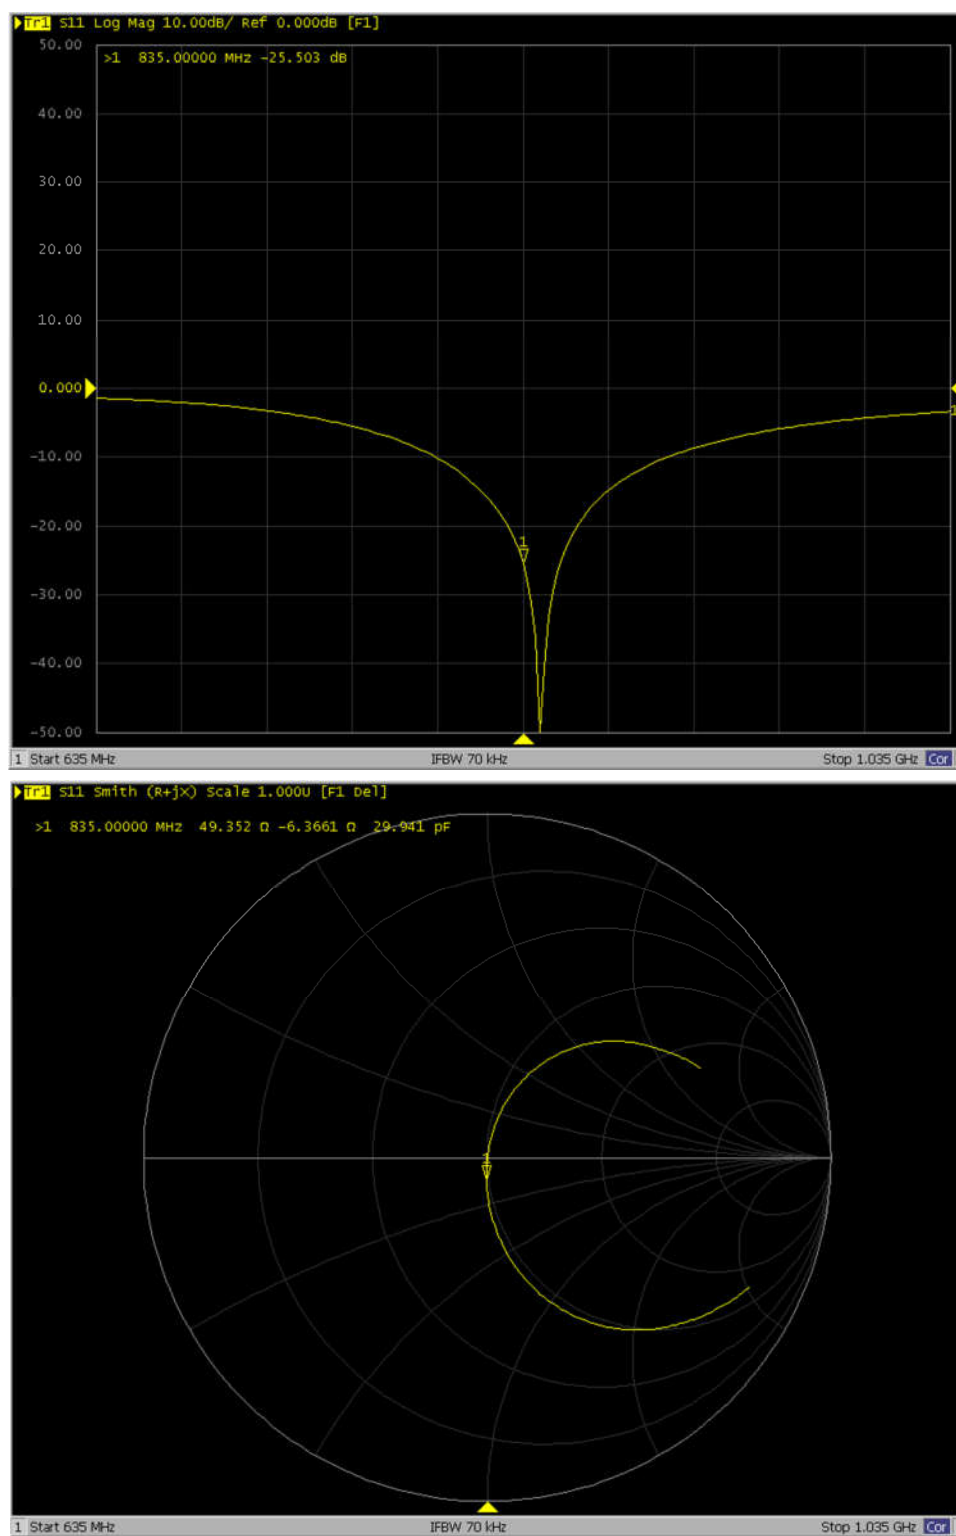 Tr1 S11 Log Mag 10.00dB/ Ref 0.000dB [F1]
50.00
>1 835.00000 MHz -25.503 dB
40.00
30.00
20.00
10.00
0.000
1
-10.00
-20.00
1
-30.00
-40.00
-50.00
1 Start 635 MHz IFBW 70 kHz Stop 1.035 GHz Cor
Tr1 S11 Smith (R+jX) Scale 1.000U [F1 Del]
>1 835.00000 MHz 49.352 Ω -6.3661 Ω 29.941 pF
1
1 Start 635 MHz IFBW 70 kHz Stop 1.035 GHz Cor